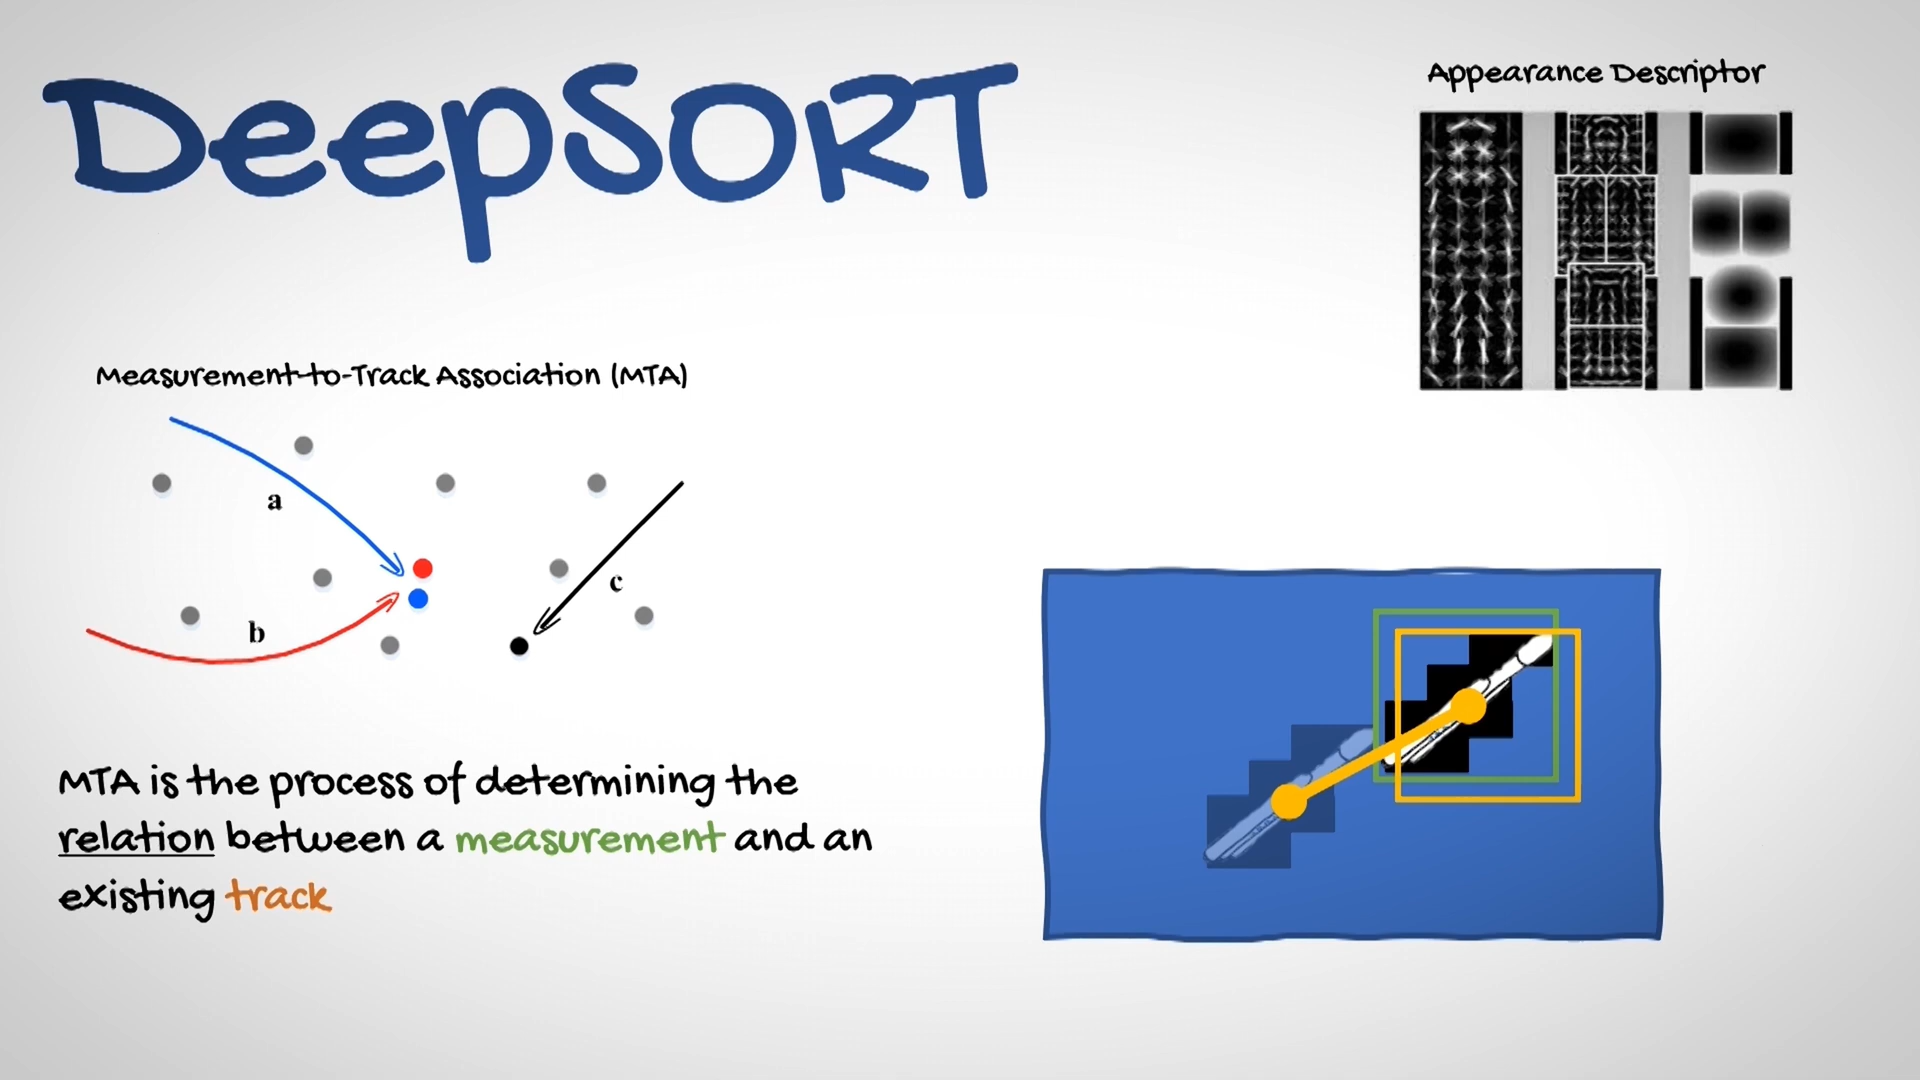 DeepSORT
Appearance Descriptor
Measurement-to-Track Association (MTA)
a
b
c
MTA is the process of determining the
relation between a measurement and an
existing track